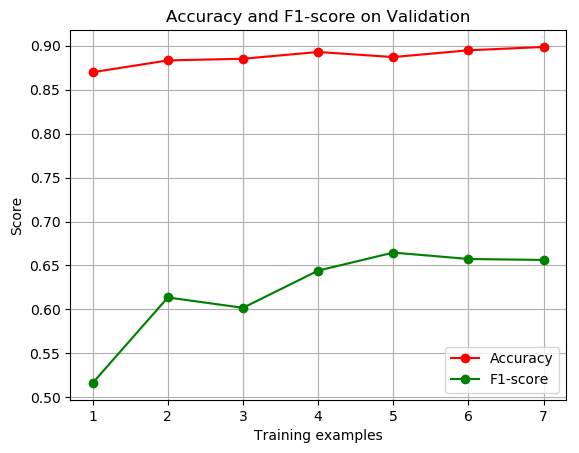 Accuracy and F1-score on Validation
0.90
0.85
0.80
0.75
0.70
0.65
0.60
0.55
0.50
Score
1 2 3 4 5 6 7
Training examples
Accuracy
F1-score